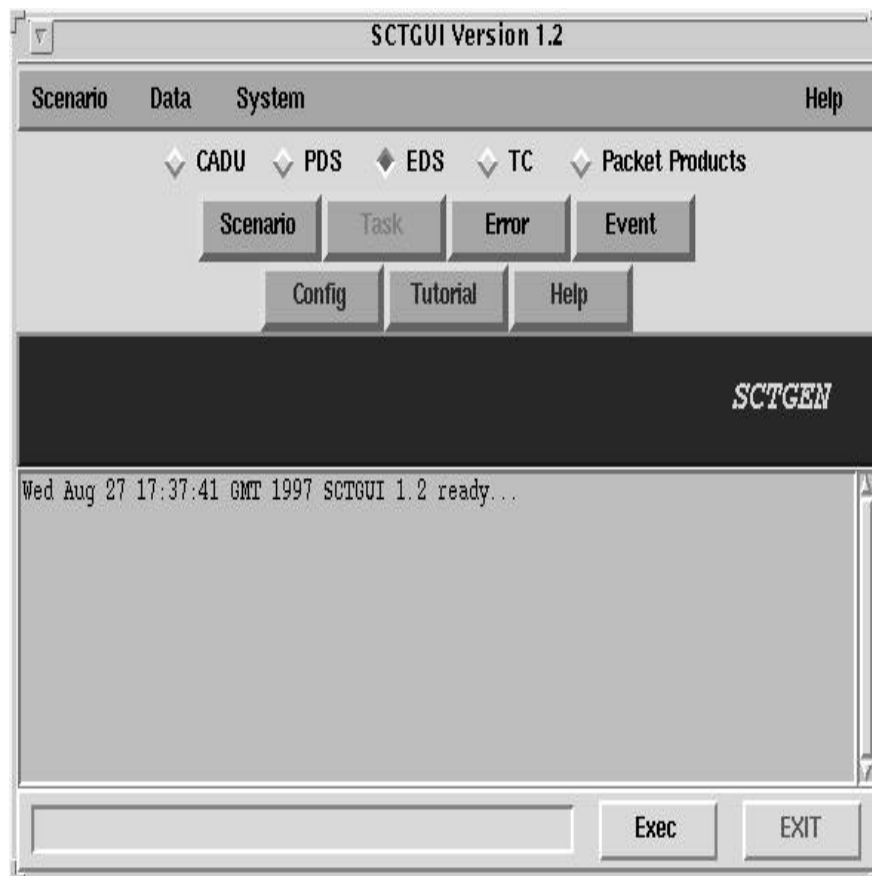 SCTGUI Version 1.2
Scenario Data System Help
CADU PDS EDS TC Packet Products
Scenario Task Error Event
Config Tutorial Help
SCTGEN
Wed Aug 27 17:37:41 GMT 1997 SCTGUI 1.2 ready...
Exec EXIT